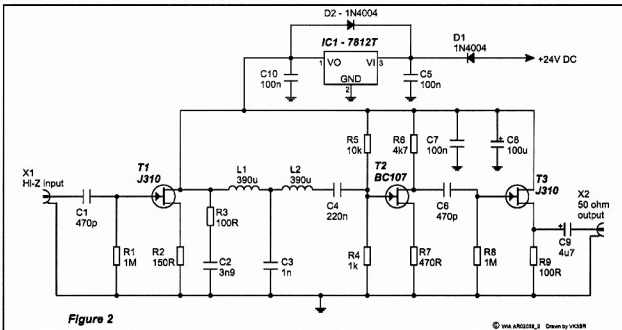 D2 - 1N4004
IC1 - 7812T
D1
1N4004
1 VO VI 3
GND
2
+24V DC
C10
100n
C5
100n
R5
10k
R6
4k7
C7
100n
C8
100u
T1
J310
T2
BC107
T3
J310
X1
Hi-Z input
L1
390u
L2
390u
X2
50 ohm
output
C1
470p
R3
100R
C4
220n
C6
470p
C9
4u7
R1
1M
R2
150R
C2
3n9
C3
1n
R4
1k
R7
470R
R8
1M
R9
100R
Figure 2
Drawn by VK3BR